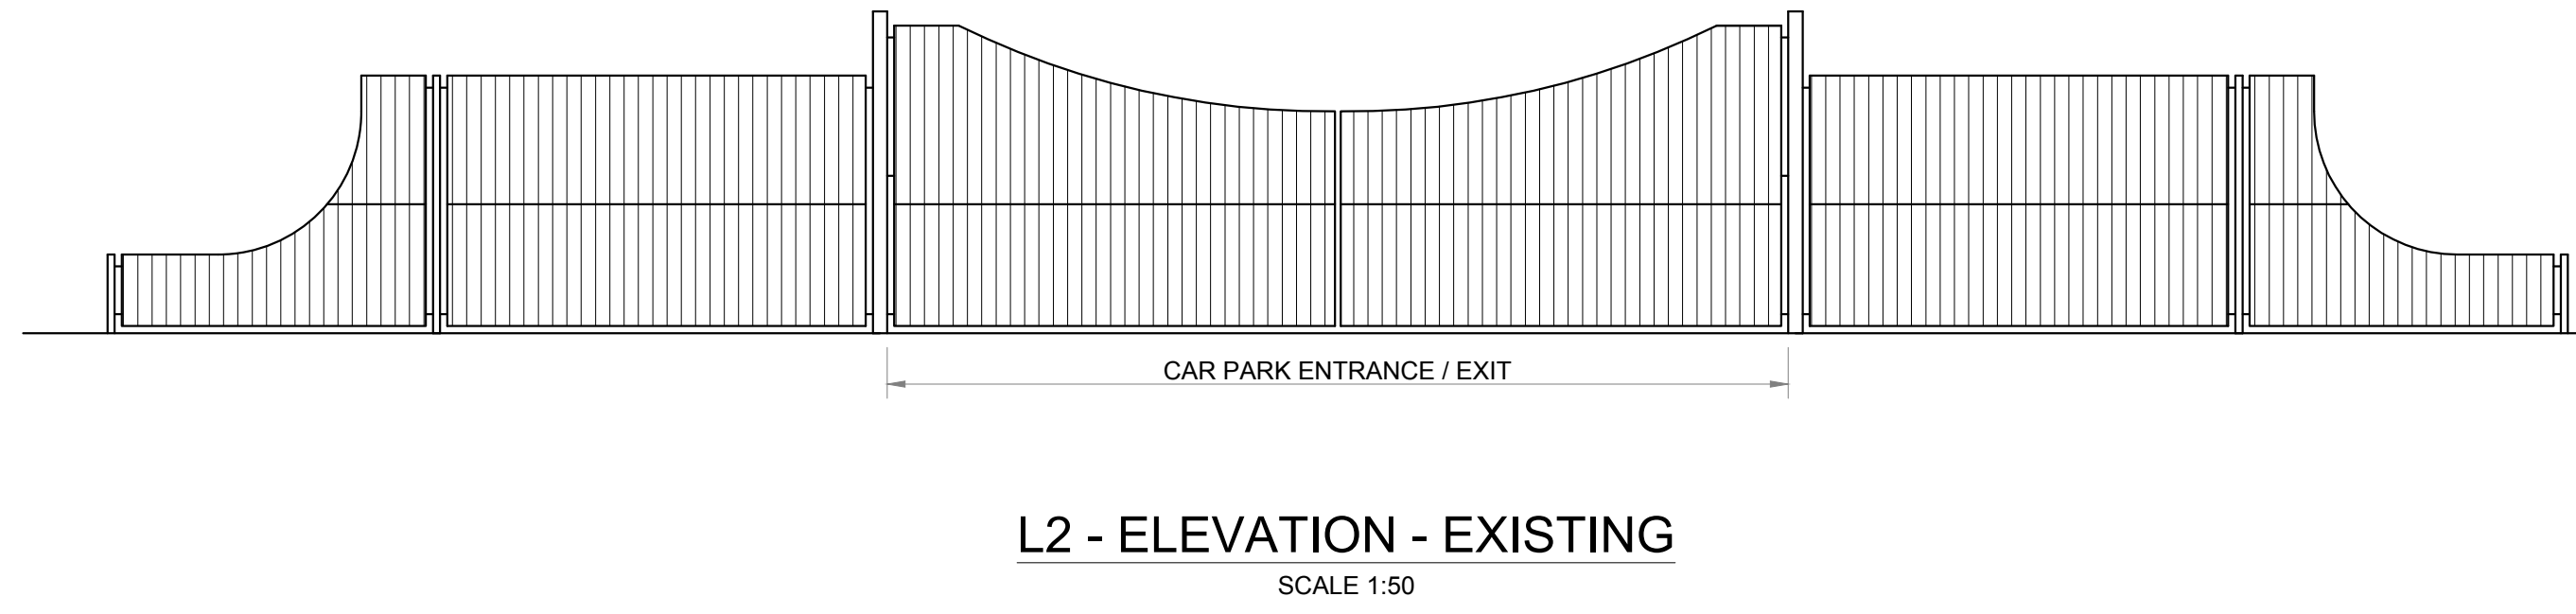 CAR PARK ENTRANCE / EXIT
L2 - ELEVATION - EXISTING
SCALE 1:50